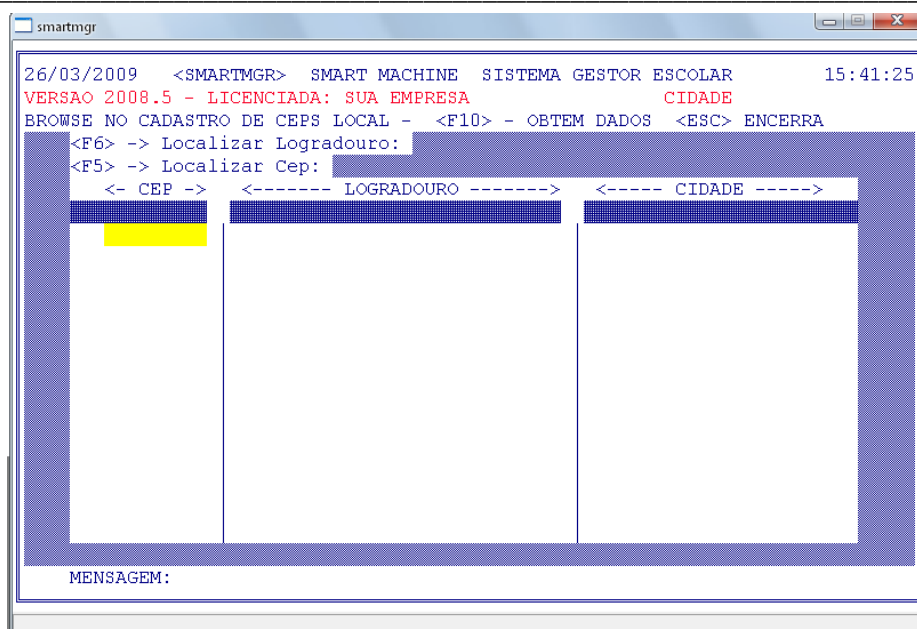 smartmgr
26/03/2009 <SMARTMGR> SMART MACHINE SISTEMA GESTOR ESCOLAR 15:41:25
VERSAO 2008.5 - LICENCIADA: SUA EMPRESA CIDADE
BROWSE NO CADASTRO DE CEPS LOCAL - <F10> - OBTEM DADOS <ESC> ENCERRA
<F6> -> Localizar Logradouro:
<F5> -> Localizar Cep:
<- CEP -> <------- LOGRADOURO -------> <----- CIDADE ----->
MENSAGEM: